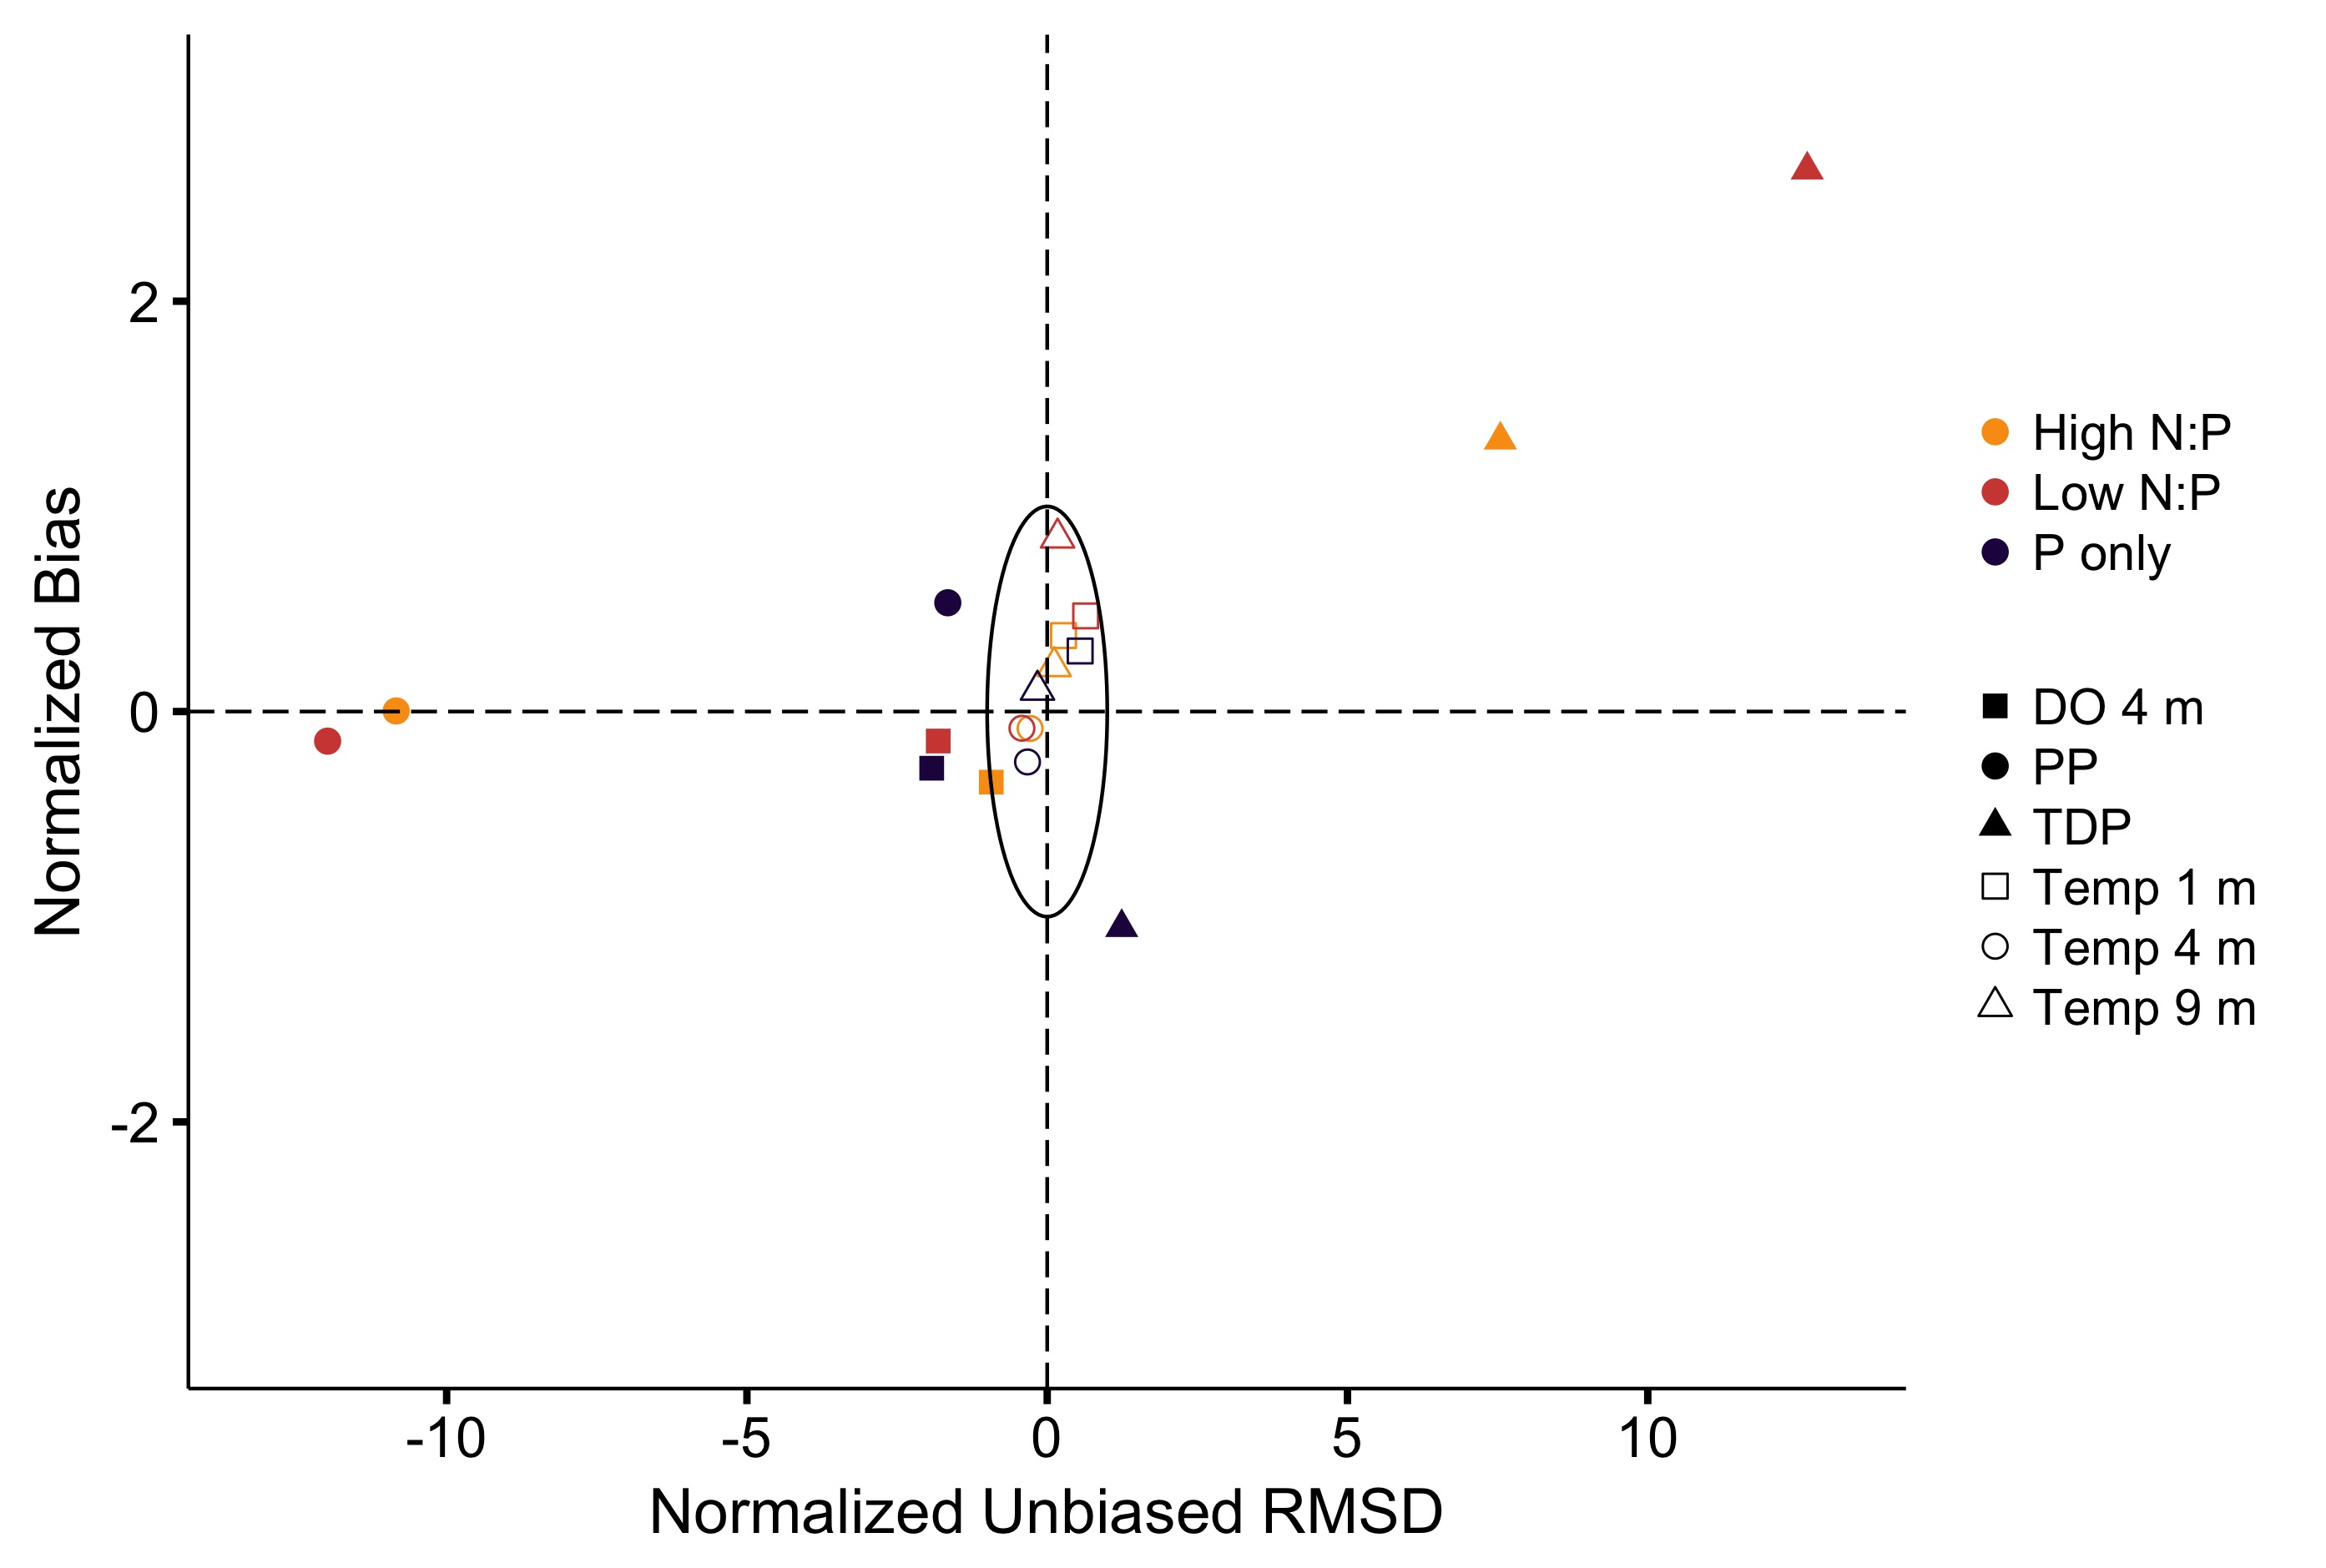 Normalized Bias
2
0
-2
-10
-5
0
5
10
Normalized Unbiased RMSD
High N:P
Low N:P
P only
DO 4 m
PP
TDP
Temp 1 m
Temp 4 m
Temp 9 m